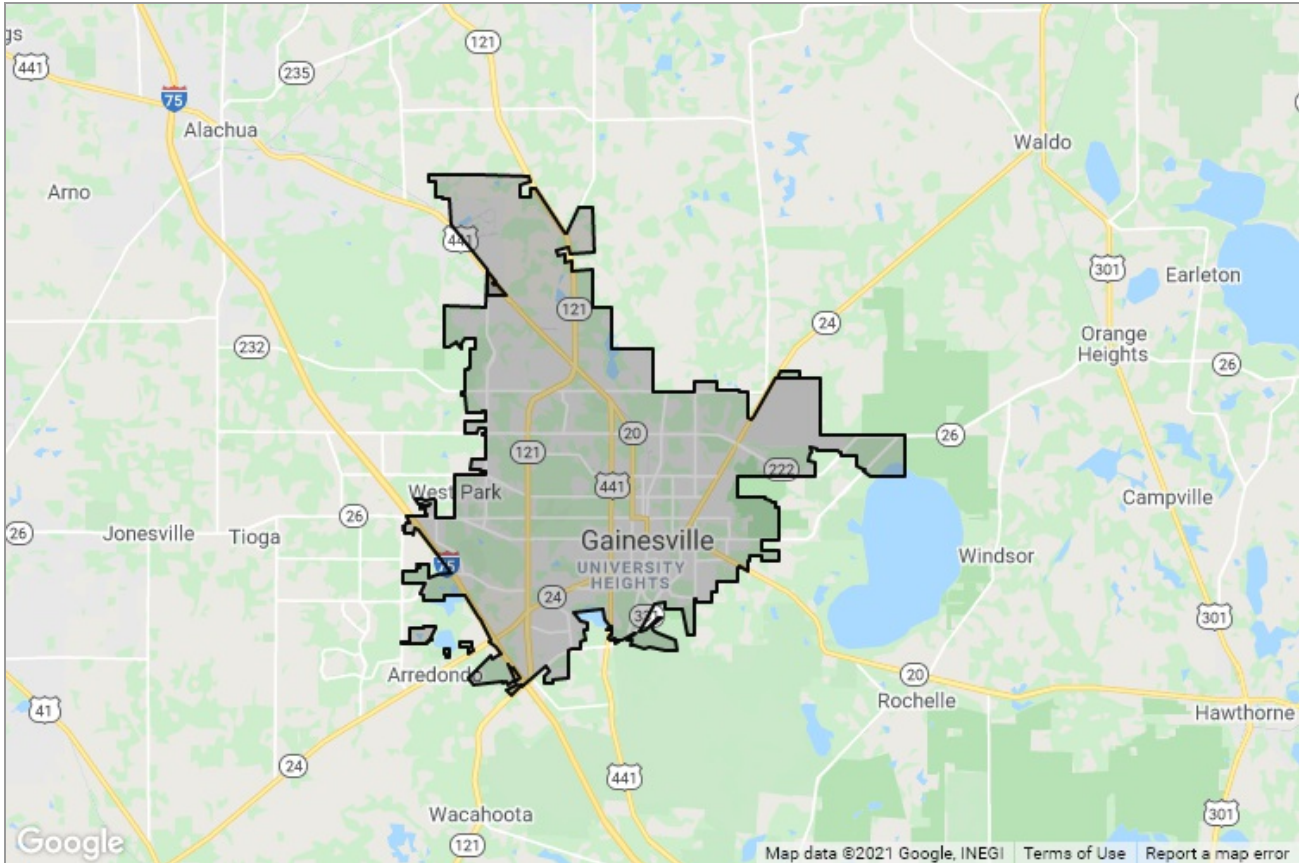 gs
441
121
235
75
Alachua
Waldo
Arno
441
301
Earleton
121
24
Orange
Heights
232
26
20
121
26
222
441
West Park
Campville
26
Jonesville
Tioga
26
Gainesville
Windsor
75
UNIVERSITY
HEIGHTS
24
331
301
Arredondo
20
Rochelle
41
Hawthorne
24
441
Wacahoota
121
301
Google
Map data ©2021 Google, INEGI
Terms of Use
Report a map error